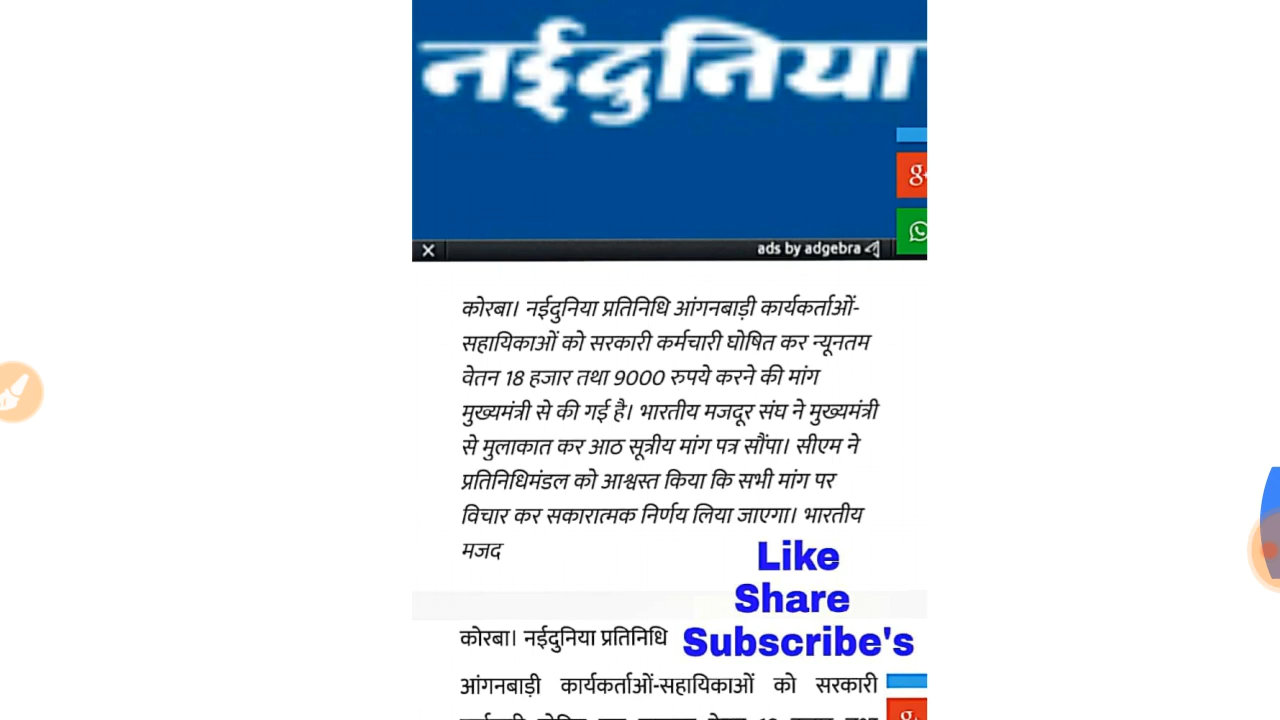 नईदुनिया
g+
X
ads by adgebra
कोरबा। नईदुनिया प्रतिनिधि आंगनबाड़ी कार्यकर्ताओं-
सहायिकाओं को सरकारी कर्मचारी घोषित कर न्यूनतम
वेतन 18 हजार तथा 9000 रुपये करने की मांग
मुख्यमंत्री से की गई है। भारतीय मजदूर संघ ने मुख्यमंत्री
से मुलाकात कर आठ सूत्रीय मांग पत्र सौंपा। सीएम ने
प्रतिनिधिमंडल को आश्वस्त किया कि सभी मांग पर
विचार कर सकारात्मक निर्णय लिया जाएगा। भारतीय
मजद
Like
Share
Subscribe's
कोरबा। नईदुनिया प्रतिनिधि
आंगनबाड़ी कार्यकर्ताओं-सहायिकाओं को सरकारी